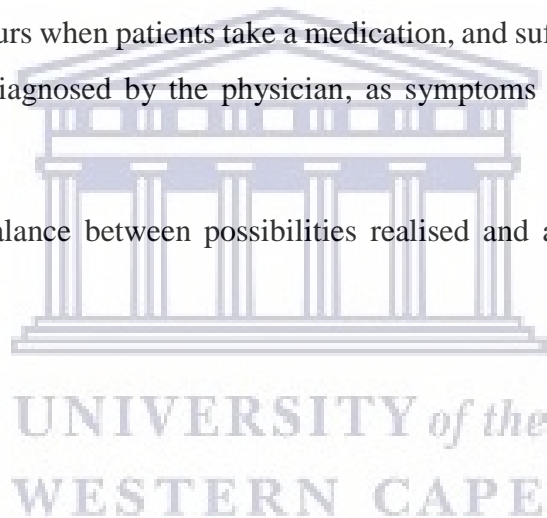 urs when patients take a medication, and suf
iagnosed by the physician, as symptoms
alance between possibilities realised and a
UNIVERSITY of the
WESTERN CAPE